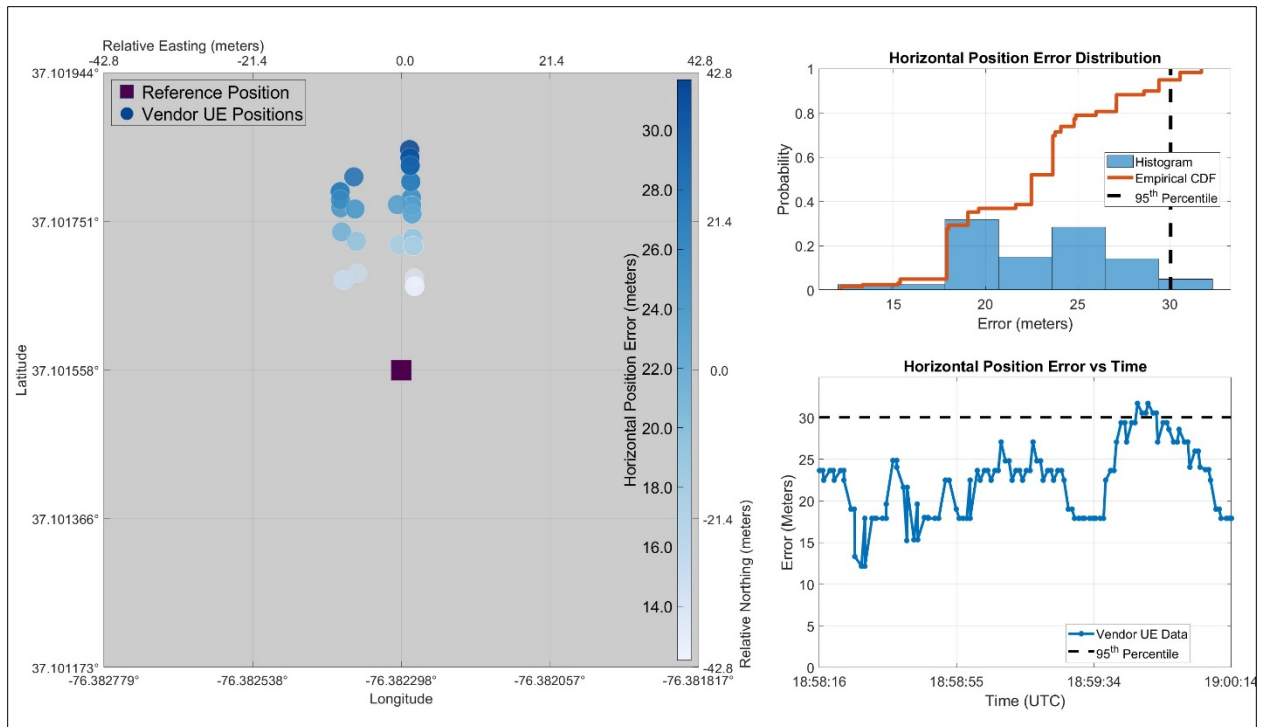 Relative Easting (meters)
-42.8 -21.4 0.0 21.4 42.8
37.101944°
37.101751°
37.101558°
37.101366°
37.101173°
Latitude
Reference Position
Vendor UE Positions
42.8
21.4
0.0
-21.4
-42.8
Relative Northing (meters)
30.0
28.0
26.0
24.0
22.0
20.0
18.0
16.0
14.0
Horizontal Position Error (meters)
-76.382779° -76.382538° -76.382298° -76.382057° -76.381817°
Longitude
Horizontal Position Error Distribution
1
0.8
0.6
0.4
0.2
0
Probability
Histogram
Empirical CDF
95th Percentile
15 20 25 30
Error (meters)
Horizontal Position Error vs Time
30
25
20
15
10
5
0
Error (Meters)
Vendor UE Data
95th Percentile
18:58:16 18:58:55 18:59:34 19:00:14
Time (UTC)